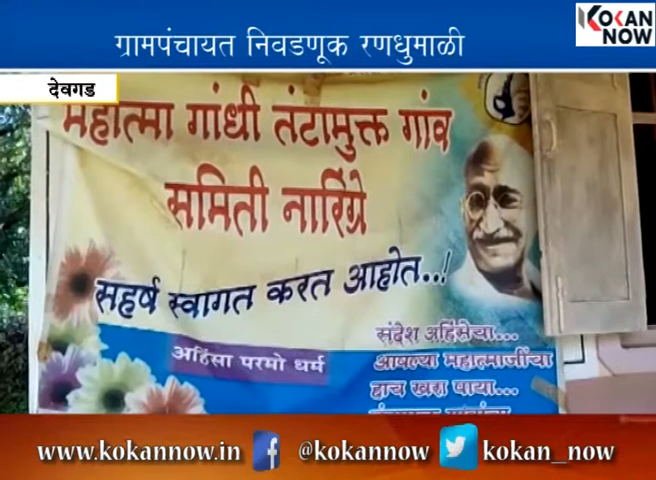 KOKAN
NOW
ग्रामपंचायत निवडणूक रणधुमाळी
देवगड
महात्मा गांधी तंटामुक्त गांव
समिती नारिंग्रे
सहर्ष स्वागत करत आहोत..!
अहिंसा परमो धर्म
संदेश अहिंसेचा...
आपल्या महात्माजींचा
हाच खरा पाया...
www.kokannow.in @kokannow kokan_now